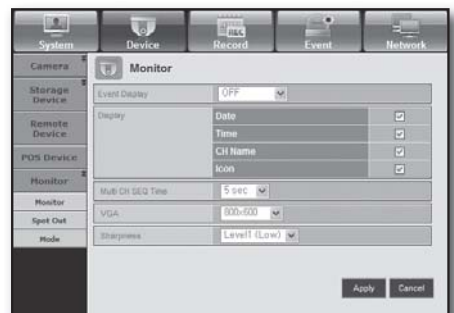 System Device Record Event Network
Camera
Monitor
Storage Device
Event Display OFF
Display
Date
Time
CH Name
Icon
Remote Device
POS Device
Monitor
Multi CH SEQ Time 5 sec
Monitor
VGA 800x600
Spot Out
Mode
Sharpness Level1 (Low)
Apply Cancel